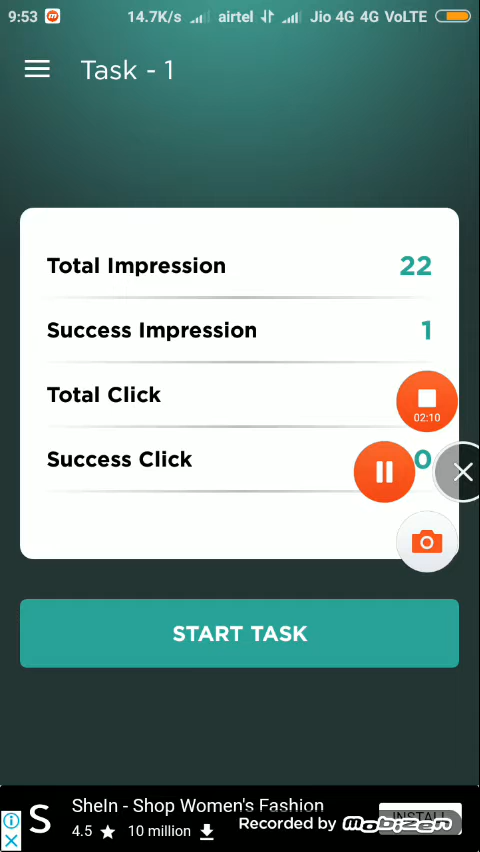 9:53 14.7K/s airtel Jio 4G 4G VoLTE
Task - 1
Total Impression 22
Success Impression 1
Total Click
02:10
Success Click 0
START TASK
SheIn - Shop Women's Fashion
4.5 10 million
INSTALL
Recorded by mobizen